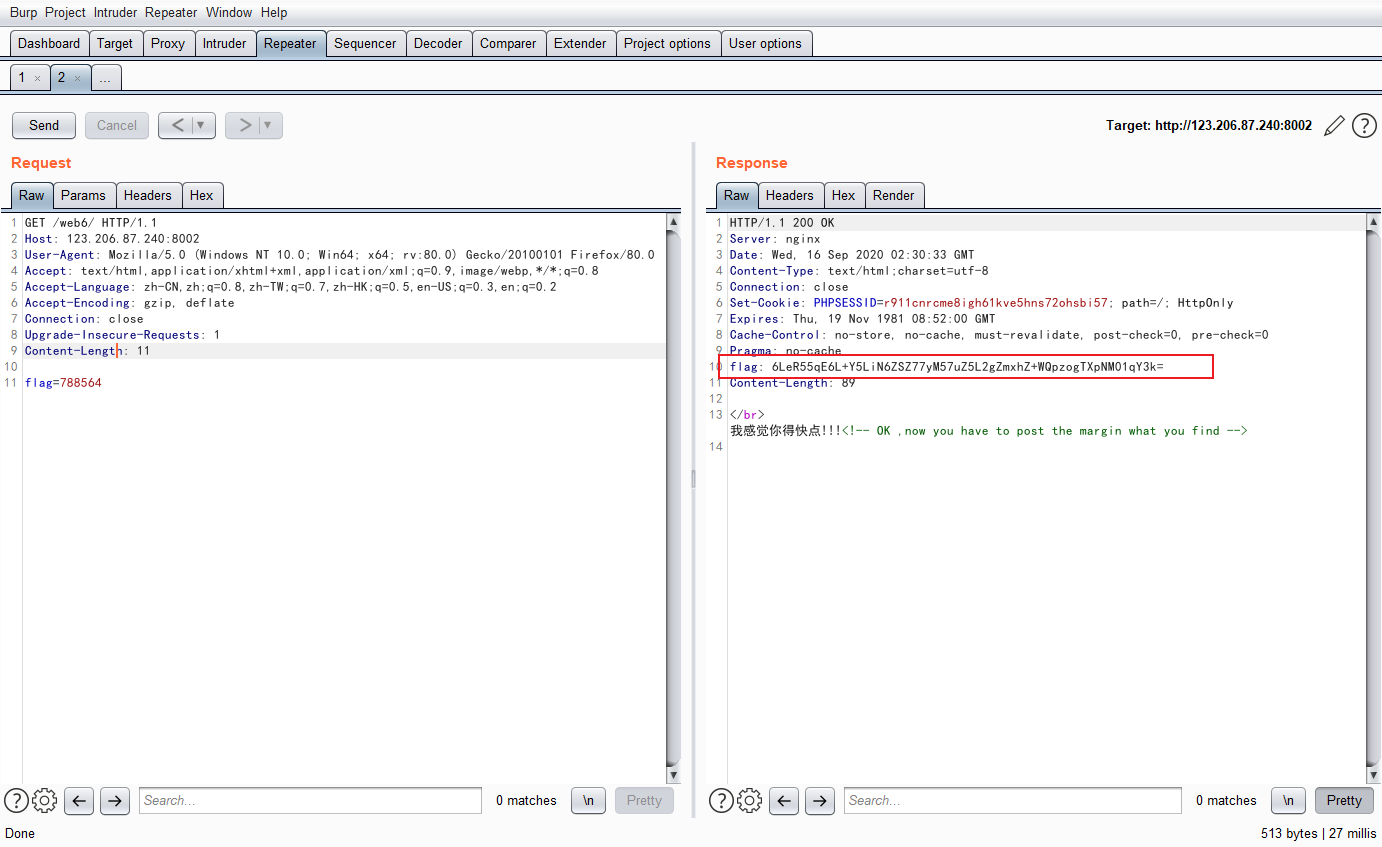 Burp Project Intruder Repeater Window Help
Dashboard Target Proxy Intruder Repeater Sequencer Decoder Comparer Extender Project options User options
1 × 2 × ...
Send Cancel < ▼ > ▼ Target: http://123.206.87.240:8002 ?
Request
Raw Params Headers Hex
1 GET /web6/ HTTP/1.1
2 Host: 123.206.87.240:8002
3 User-Agent: Mozilla/5.0 (Windows NT 10.0; Win64; x64; rv:80.0) Gecko/20100101 Firefox/80.0
4 Accept: text/html,application/xhtml+xml,application/xml;q=0.9,image/webp,*/*;q=0.8
5 Accept-Language: zh-CN,zh;q=0.8,zh-TW;q=0.7,zh-HK;q=0.5,en-US;q=0.3,en;q=0.2
6 Accept-Encoding: gzip, deflate
7 Connection: close
8 Upgrade-Insecure-Requests: 1
9 Content-Length: 11
10
11 flag=788564
? Search... 0 matches \n Pretty
Response
Raw Headers Hex Render
1 HTTP/1.1 200 OK
2 Server: nginx
3 Date: Wed, 16 Sep 2020 02:30:33 GMT
4 Content-Type: text/html;charset=utf-8
5 Connection: close
6 Set-Cookie: PHPSESSID=r911cnrcme8igh61kve5hns72ohsbi57; path=/; HttpOnly
7 Expires: Thu, 19 Nov 1981 08:52:00 GMT
8 Cache-Control: no-store, no-cache, must-revalidate, post-check=0, pre-check=0
9 Pragma: no-cache
10 flag: 6LeR55qE6L+Y5LiN6ZSZ77yM57uZ5L2gZmxhZ+WQpzogTXpNM01qY3k=
11 Content-Length: 89
12
13 </br>
我感觉你得快点!!!<!-- OK ,now you have to post the margin what you find -->
14
? Search... 0 matches \n Pretty
Done 513 bytes | 27 millis